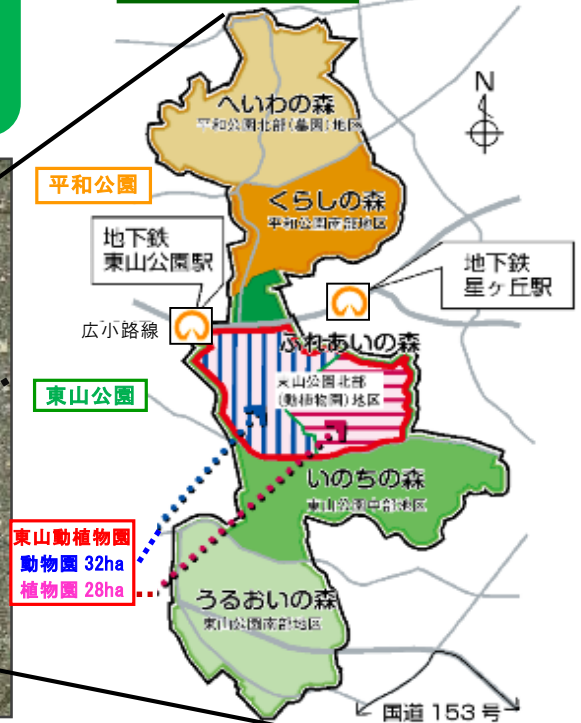 へいわの森
平和公園北部(墓園)地区
N
平和公園
くらしの森
平和公園南部地区
地下鉄
東山公園駅
地下鉄
星ヶ丘駅
広小路線
ふれあいの森
東山公園北部
(動植物園)地区
東山公園
いのちの森
東山公園中部地区
東山動植物園
動物園 32ha
植物園 28ha
うるおいの森
東山公園南部地区
国道 153 号